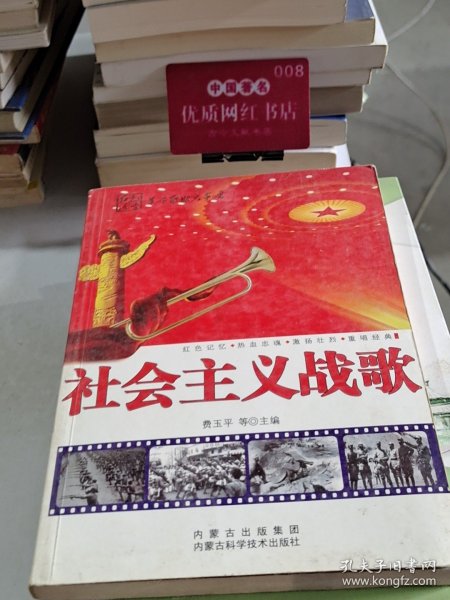 008
中国著名
优质网红书店
红色记忆◆热血忠魂◆激扬壮烈◆重唱经典
社会主义战歌
费玉平 等◎主编
内蒙古出版集团
内蒙古科学技术出版社
孔夫子旧书网
www.kongfz.com